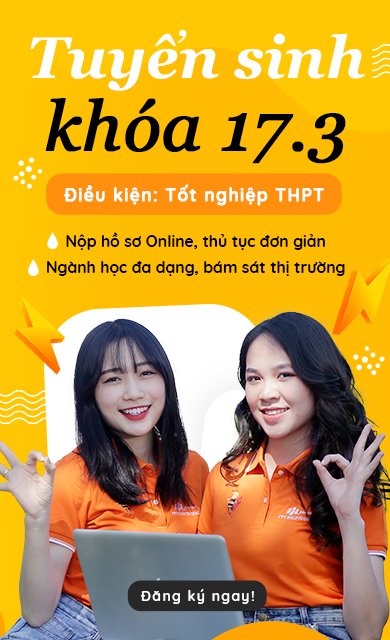 Tuyển sinh
khóa 17.3
Điều kiện: Tốt nghiệp THPT
Nộp hồ sơ Online, thủ tục đơn giản
Ngành học đa dạng, bám sát thị trường
Đăng ký ngay!